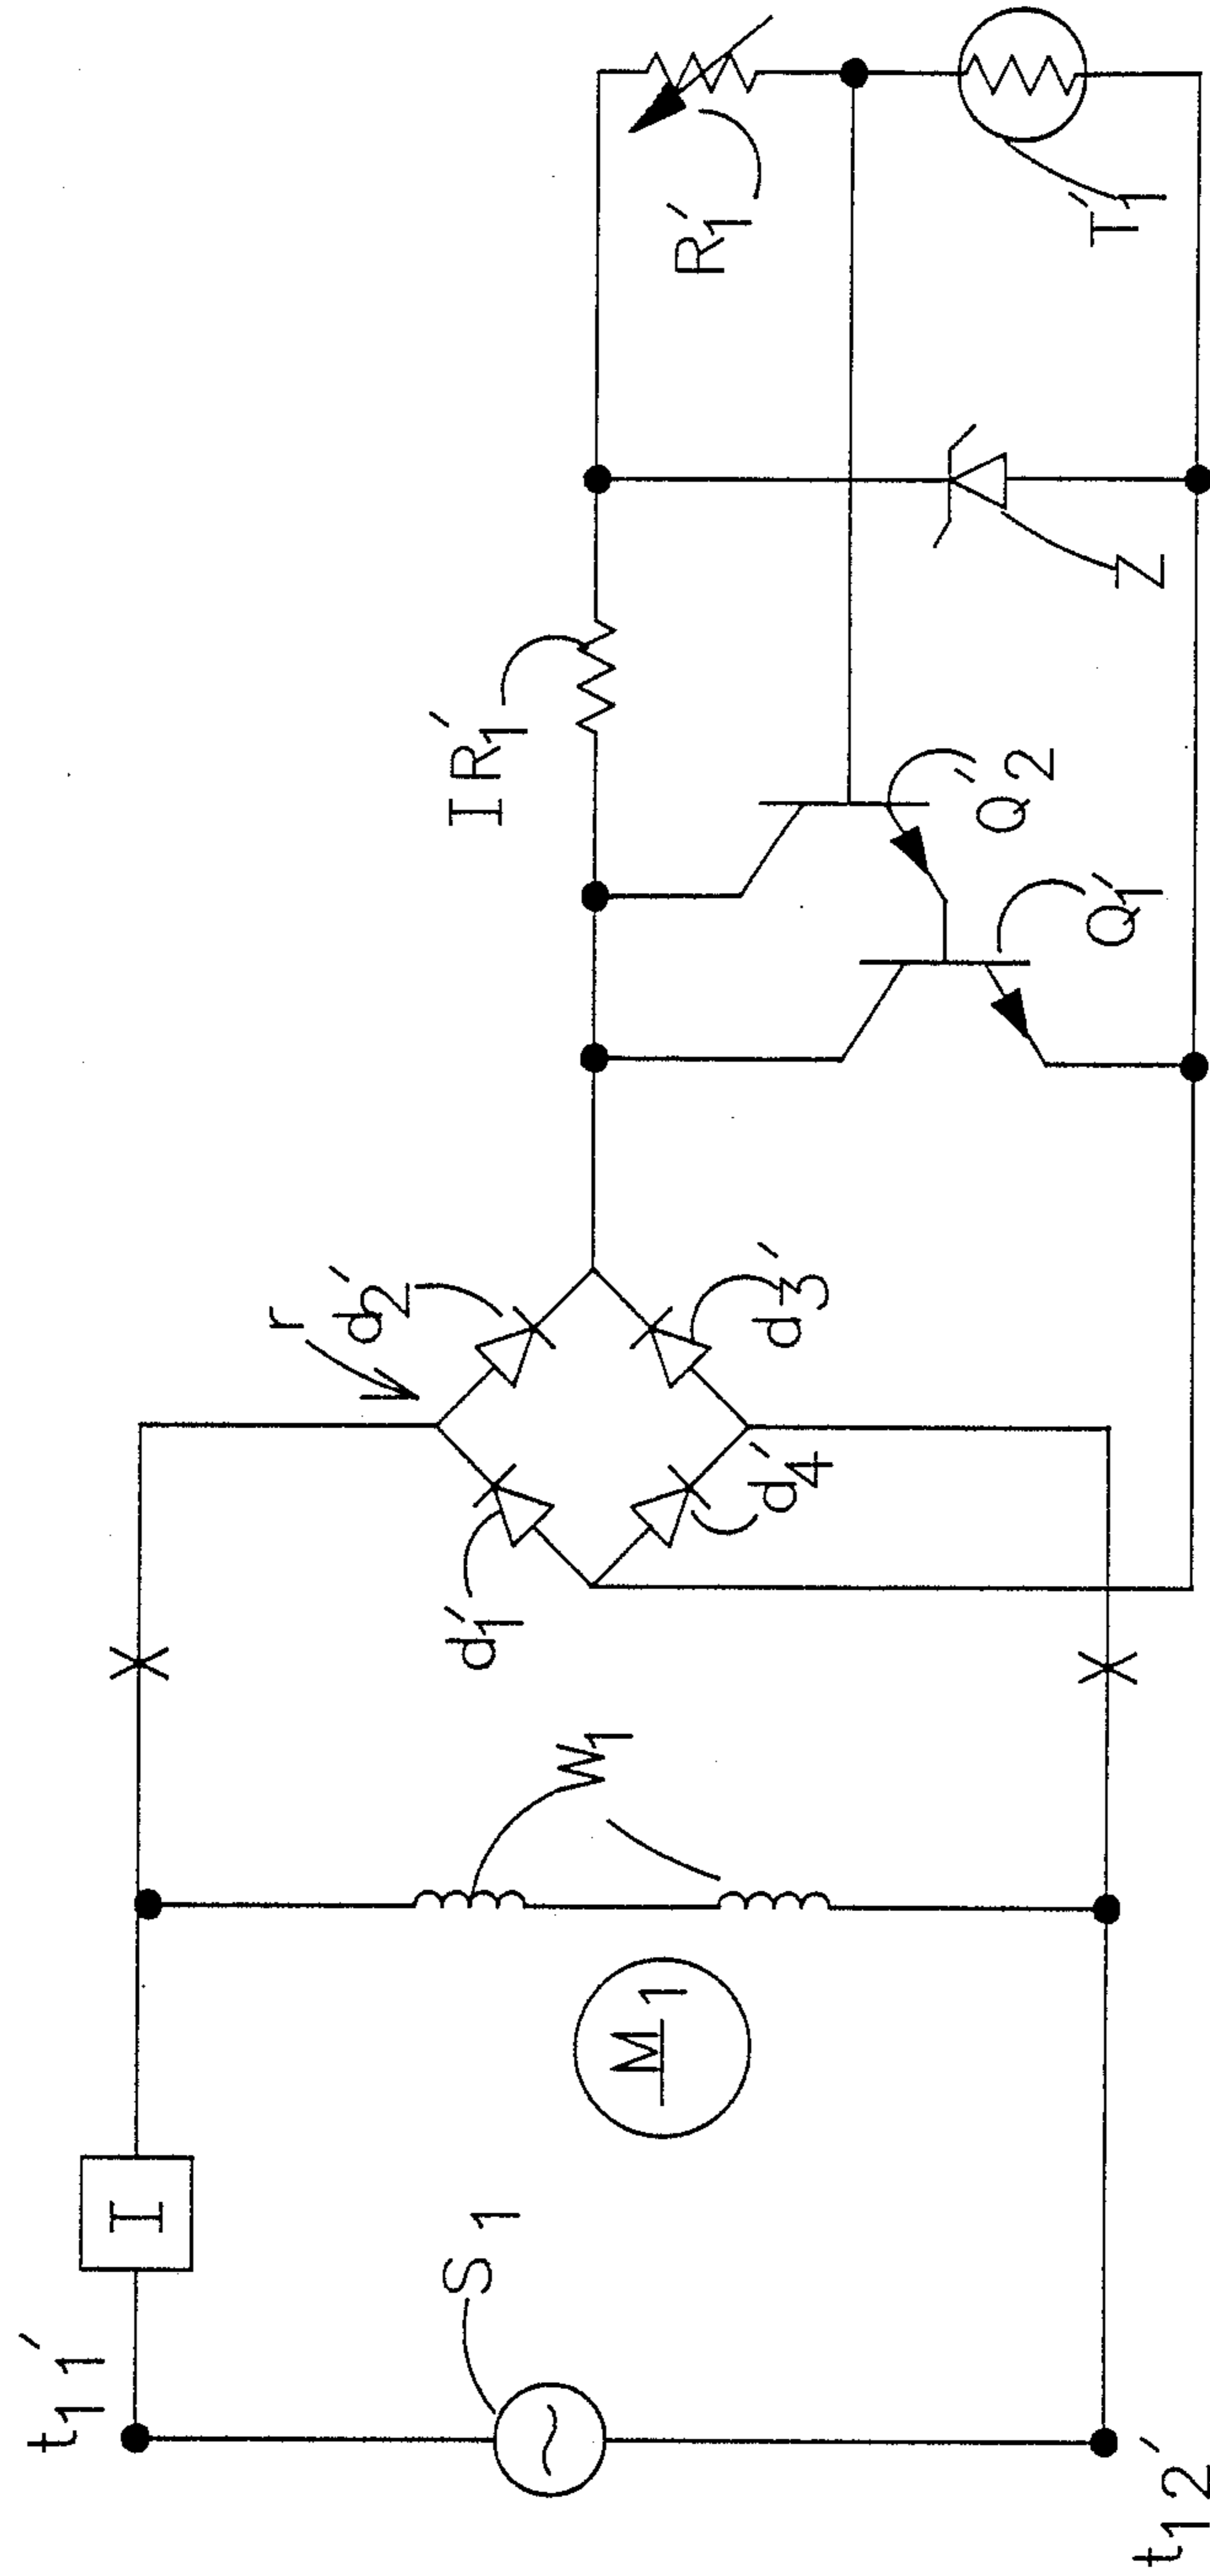 t11′
I
S1
t12′
M1
W1
r
d1′
d2′
d3′
d4′
Q1′
Q2′
IR1′
Z
R1′
T1′
X
X